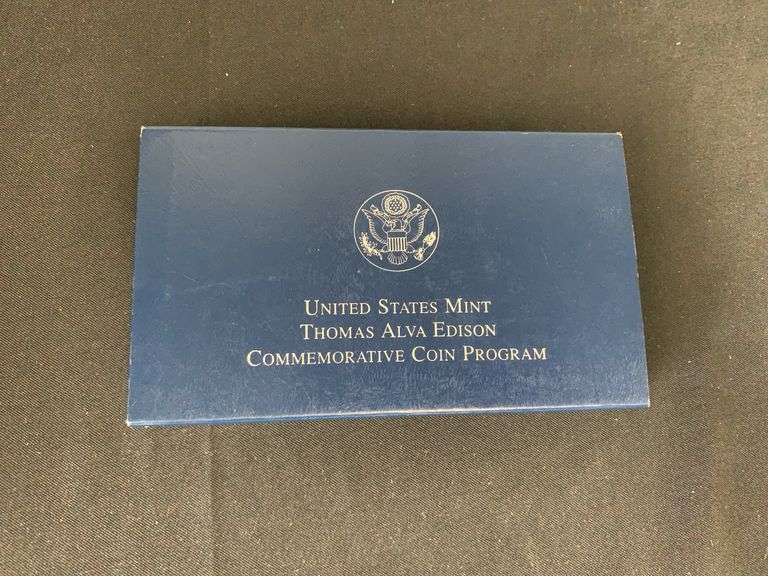 United States Mint
Thomas Alva Edison
Commemorative Coin Program